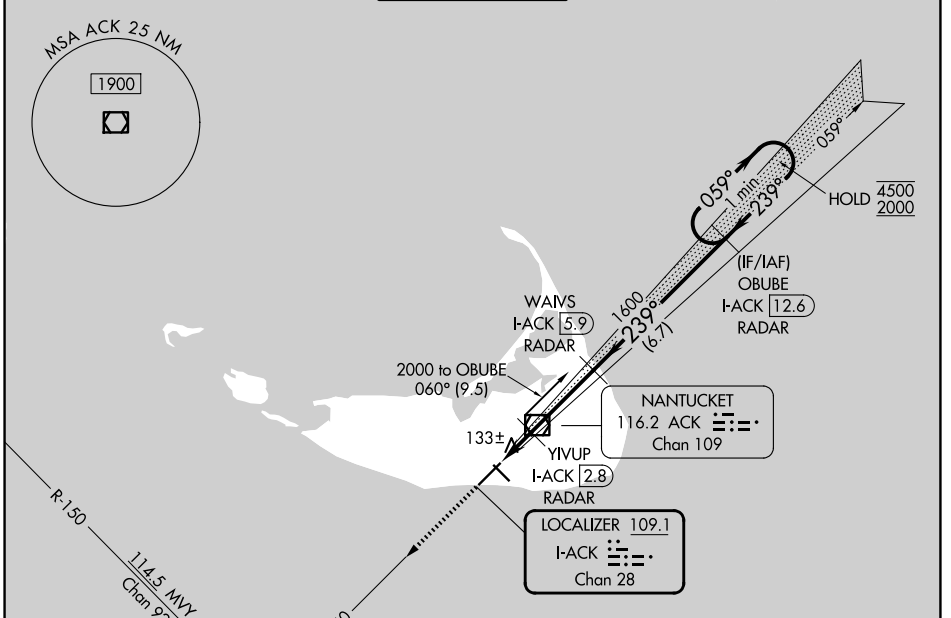 MSA ACK 25 NM
1900
059°
059°
1 min
239°
HOLD 4500
2000
(IF/IAF)
OBUBE
I-ACK 12.6
RADAR
WAIVS
I-ACK 5.9
RADAR
1600
239°
(6.7)
2000 to OBUBE
060° (9.5)
NANTUCKET
116.2 ACK
Chan 109
133±
YIVUP
I-ACK 2.8
RADAR
LOCALIZER 109.1
I-ACK
Chan 28
R-150
114.5 MVY